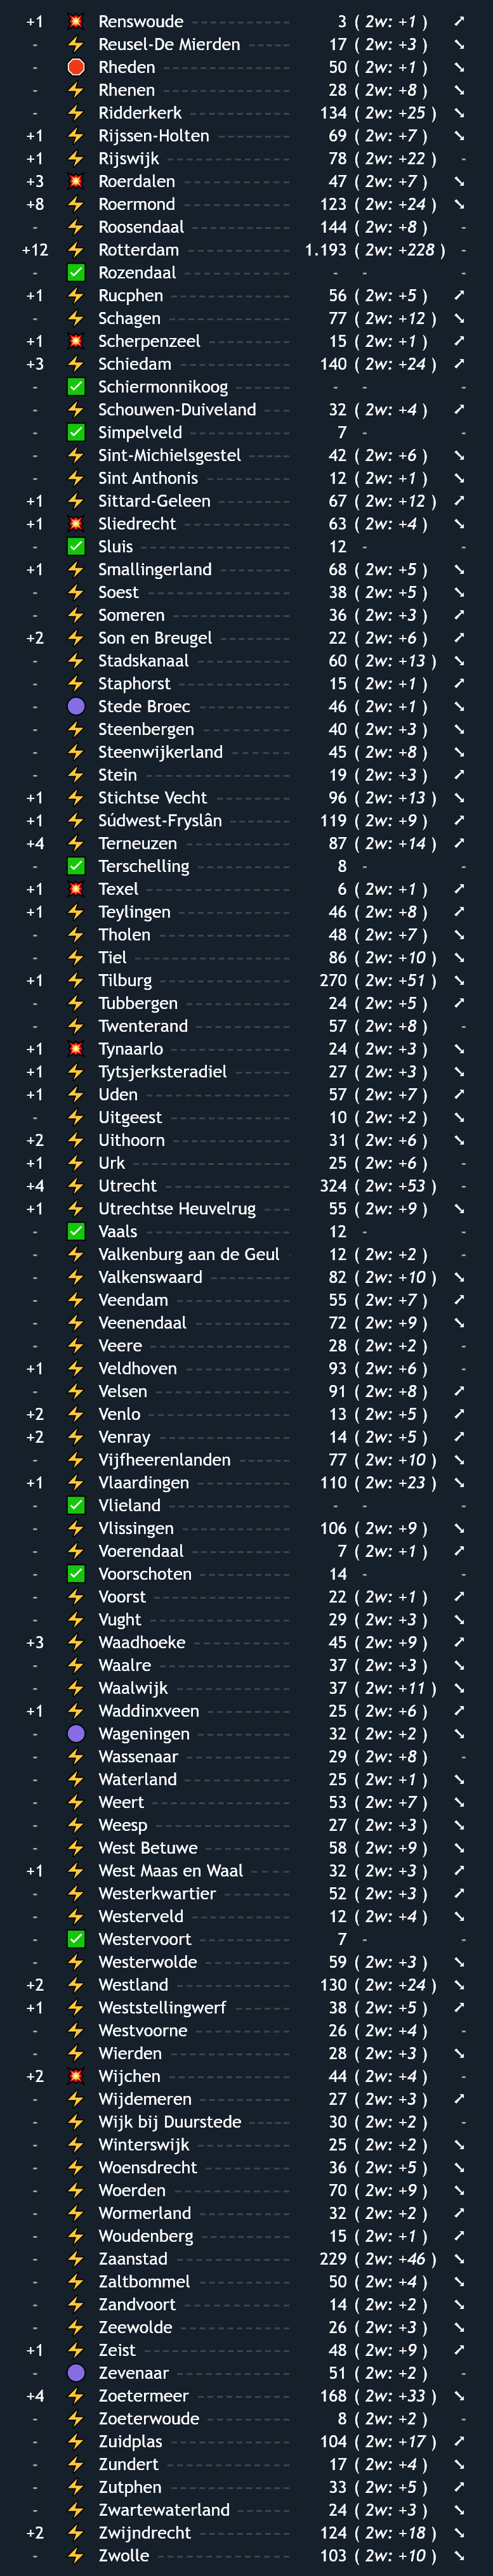 +1 💥 Renswoude 3 ( 2w: +1 ) ➚
- ⚡ Reusel-De Mierden 17 ( 2w: +3 ) ➘
- 🛑 Rheden 50 ( 2w: +1 ) ➘
- ⚡ Rhenen 28 ( 2w: +8 ) ➘
- ⚡ Ridderkerk 134 ( 2w: +25 ) ➘
+1 ⚡ Rijssen-Holten 69 ( 2w: +7 ) ➘
+1 ⚡ Rijswijk 78 ( 2w: +22 ) -
+3 💥 Roerdalen 47 ( 2w: +7 ) ➘
+8 ⚡ Roermond 123 ( 2w: +24 ) ➘
- ⚡ Roosendaal 144 ( 2w: +8 ) -
+12 ⚡ Rotterdam 1.193 ( 2w: +228 ) -
- ✅ Rozendaal - - -
+1 ⚡ Rucphen 56 ( 2w: +5 ) ➚
- ⚡ Schagen 77 ( 2w: +12 ) ➘
+1 💥 Scherpenzeel 15 ( 2w: +1 ) ➚
+3 ⚡ Schiedam 140 ( 2w: +24 ) ➚
- ✅ Schiermonnikoog - - -
- ⚡ Schouwen-Duiveland 32 ( 2w: +4 ) ➚
- ✅ Simpelveld 7 - -
- ⚡ Sint-Michielsgestel 42 ( 2w: +6 ) ➘
- ⚡ Sint Anthonis 12 ( 2w: +1 ) ➘
+1 ⚡ Sittard-Geleen 67 ( 2w: +12 ) ➚
+1 💥 Sliedrecht 63 ( 2w: +4 ) ➘
- ✅ Sluis 12 - -
+1 ⚡ Smallingerland 68 ( 2w: +5 ) ➘
- ⚡ Soest 38 ( 2w: +5 ) ➘
- ⚡ Someren 36 ( 2w: +3 ) ➚
+2 ⚡ Son en Breugel 22 ( 2w: +6 ) ➚
- ⚡ Stadskanaal 60 ( 2w: +13 ) ➘
- ⚡ Staphorst 15 ( 2w: +1 ) ➚
- 🟣 Stede Broec 46 ( 2w: +1 ) ➘
- ⚡ Steenbergen 40 ( 2w: +3 ) ➘
- ⚡ Steenwijkerland 45 ( 2w: +8 ) ➘
- ⚡ Stein 19 ( 2w: +3 ) ➚
+1 ⚡ Stichtse Vecht 96 ( 2w: +13 ) ➘
+1 ⚡ Súdwest-Fryslân 119 ( 2w: +9 ) ➚
+4 ⚡ Terneuzen 87 ( 2w: +14 ) ➚
- ✅ Terschelling 8 - -
+1 💥 Texel 6 ( 2w: +1 ) ➚
+1 ⚡ Teylingen 46 ( 2w: +8 ) ➚
- ⚡ Tholen 48 ( 2w: +7 ) ➘
- ⚡ Tiel 86 ( 2w: +10 ) ➘
+1 ⚡ Tilburg 270 ( 2w: +51 ) ➘
- ⚡ Tubbergen 24 ( 2w: +5 ) ➚
- ⚡ Twenterand 57 ( 2w: +8 ) -
+1 💥 Tynaarlo 24 ( 2w: +3 ) ➘
+1 ⚡ Tytsjerksteradiel 27 ( 2w: +3 ) ➘
+1 ⚡ Uden 57 ( 2w: +7 ) ➚
- ⚡ Uitgeest 10 ( 2w: +2 ) ➘
+2 ⚡ Uithoorn 31 ( 2w: +6 ) ➘
+1 ⚡ Urk 25 ( 2w: +6 ) -
+4 ⚡ Utrecht 324 ( 2w: +53 ) -
+1 ⚡ Utrechtse Heuvelrug 55 ( 2w: +9 ) ➘
- ✅ Vaals 12 - -
- ⚡ Valkenburg aan de Geul 12 ( 2w: +2 ) -
- ⚡ Valkenswaard 82 ( 2w: +10 ) ➘
- ⚡ Veendam 55 ( 2w: +7 ) ➚
- ⚡ Veenendaal 72 ( 2w: +9 ) ➘
- ⚡ Veere 28 ( 2w: +2 ) -
+1 ⚡ Veldhoven 93 ( 2w: +6 ) -
- ⚡ Velsen 91 ( 2w: +8 ) ➚
+2 ⚡ Venlo 13 ( 2w: +5 ) ➚
+2 ⚡ Venray 14 ( 2w: +5 ) ➚
- ⚡ Vijfheerenlanden 77 ( 2w: +10 ) ➘
+1 ⚡ Vlaardingen 110 ( 2w: +23 ) ➘
- ✅ Vlieland - - -
- ⚡ Vlissingen 106 ( 2w: +9 ) ➘
- ⚡ Voerendaal 7 ( 2w: +1 ) ➚
- ✅ Voorschoten 14 - -
- ⚡ Voorst 22 ( 2w: +1 ) ➚
- ⚡ Vught 29 ( 2w: +3 ) ➘
+3 ⚡ Waadhoeke 45 ( 2w: +9 ) ➚
- ⚡ Waalre 37 ( 2w: +3 ) ➘
- ⚡ Waalwijk 37 ( 2w: +11 ) ➘
+1 ⚡ Waddinxveen 25 ( 2w: +6 ) ➚
- 🟣 Wageningen 32 ( 2w: +2 ) ➘
- ⚡ Wassenaar 29 ( 2w: +8 ) -
- ⚡ Waterland 25 ( 2w: +1 ) ➘
- ⚡ Weert 53 ( 2w: +7 ) ➘
- ⚡ Weesp 27 ( 2w: +3 ) ➘
- ⚡ West Betuwe 58 ( 2w: +9 ) ➘
+1 ⚡ West Maas en Waal 32 ( 2w: +3 ) ➚
- ⚡ Westerkwartier 52 ( 2w: +3 ) ➚
- ⚡ Westerveld 12 ( 2w: +4 ) ➘
- ✅ Westervoort 7 - -
- ⚡ Westerwolde 59 ( 2w: +3 ) ➘
+2 ⚡ Westland 130 ( 2w: +24 ) ➘
+1 ⚡ Weststellingwerf 38 ( 2w: +5 ) ➚
- ⚡ Westvoorne 26 ( 2w: +4 ) -
- ⚡ Wierden 28 ( 2w: +3 ) ➘
+2 💥 Wijchen 44 ( 2w: +4 ) -
- ⚡ Wijdemeren 27 ( 2w: +3 ) ➚
- ⚡ Wijk bij Duurstede 30 ( 2w: +2 ) -
- ⚡ Winterswijk 25 ( 2w: +2 ) ➘
- ⚡ Woensdrecht 36 ( 2w: +5 ) ➘
- ⚡ Woerden 70 ( 2w: +9 ) ➘
- ⚡ Wormerland 32 ( 2w: +2 ) ➚
- ⚡ Woudenberg 15 ( 2w: +1 ) ➚
- ⚡ Zaanstad 229 ( 2w: +46 ) ➘
- ⚡ Zaltbommel 50 ( 2w: +4 ) ➘
- ⚡ Zandvoort 14 ( 2w: +2 ) ➘
- ⚡ Zeewolde 26 ( 2w: +3 ) ➘
+1 ⚡ Zeist 48 ( 2w: +9 ) ➚
- 🟣 Zevenaar 51 ( 2w: +2 ) -
+4 ⚡ Zoetermeer 168 ( 2w: +33 ) ➘
- ⚡ Zoeterwoude 8 ( 2w: +2 ) -
- ⚡ Zuidplas 104 ( 2w: +17 ) ➚
- ⚡ Zundert 17 ( 2w: +4 ) ➘
- ⚡ Zutphen 33 ( 2w: +5 ) ➚
- ⚡ Zwartewaterland 24 ( 2w: +3 ) ➘
+2 ⚡ Zwijndrecht 124 ( 2w: +18 ) ➘
- ⚡ Zwolle 103 ( 2w: +10 ) ➘